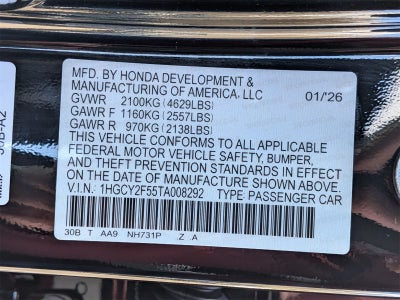 MFD. BY HONDA DEVELOPMENT &
MANUFACTURING OF AMERICA, LLC
GVWR 2100KG (4629LBS) 01/'26
GAWR F 1160KG (2557LBS)
GAWR R 970KG (2138LBS)
THIS VEHICLE CONFORMS TO ALL APPLICABLE
FEDERAL MOTOR VEHICLE SAFETY, BUMPER,
AND THEFT PREVENTION STANDARDS IN EFFECT
ON THE DATE OF MANUFACTURE SHOWN ABOVE.
V.I.N.: 1HGCY2F55TA008292 TYPE: PASSENGER CAR
30B T AA9 NH731P .Z .A
30B-A2